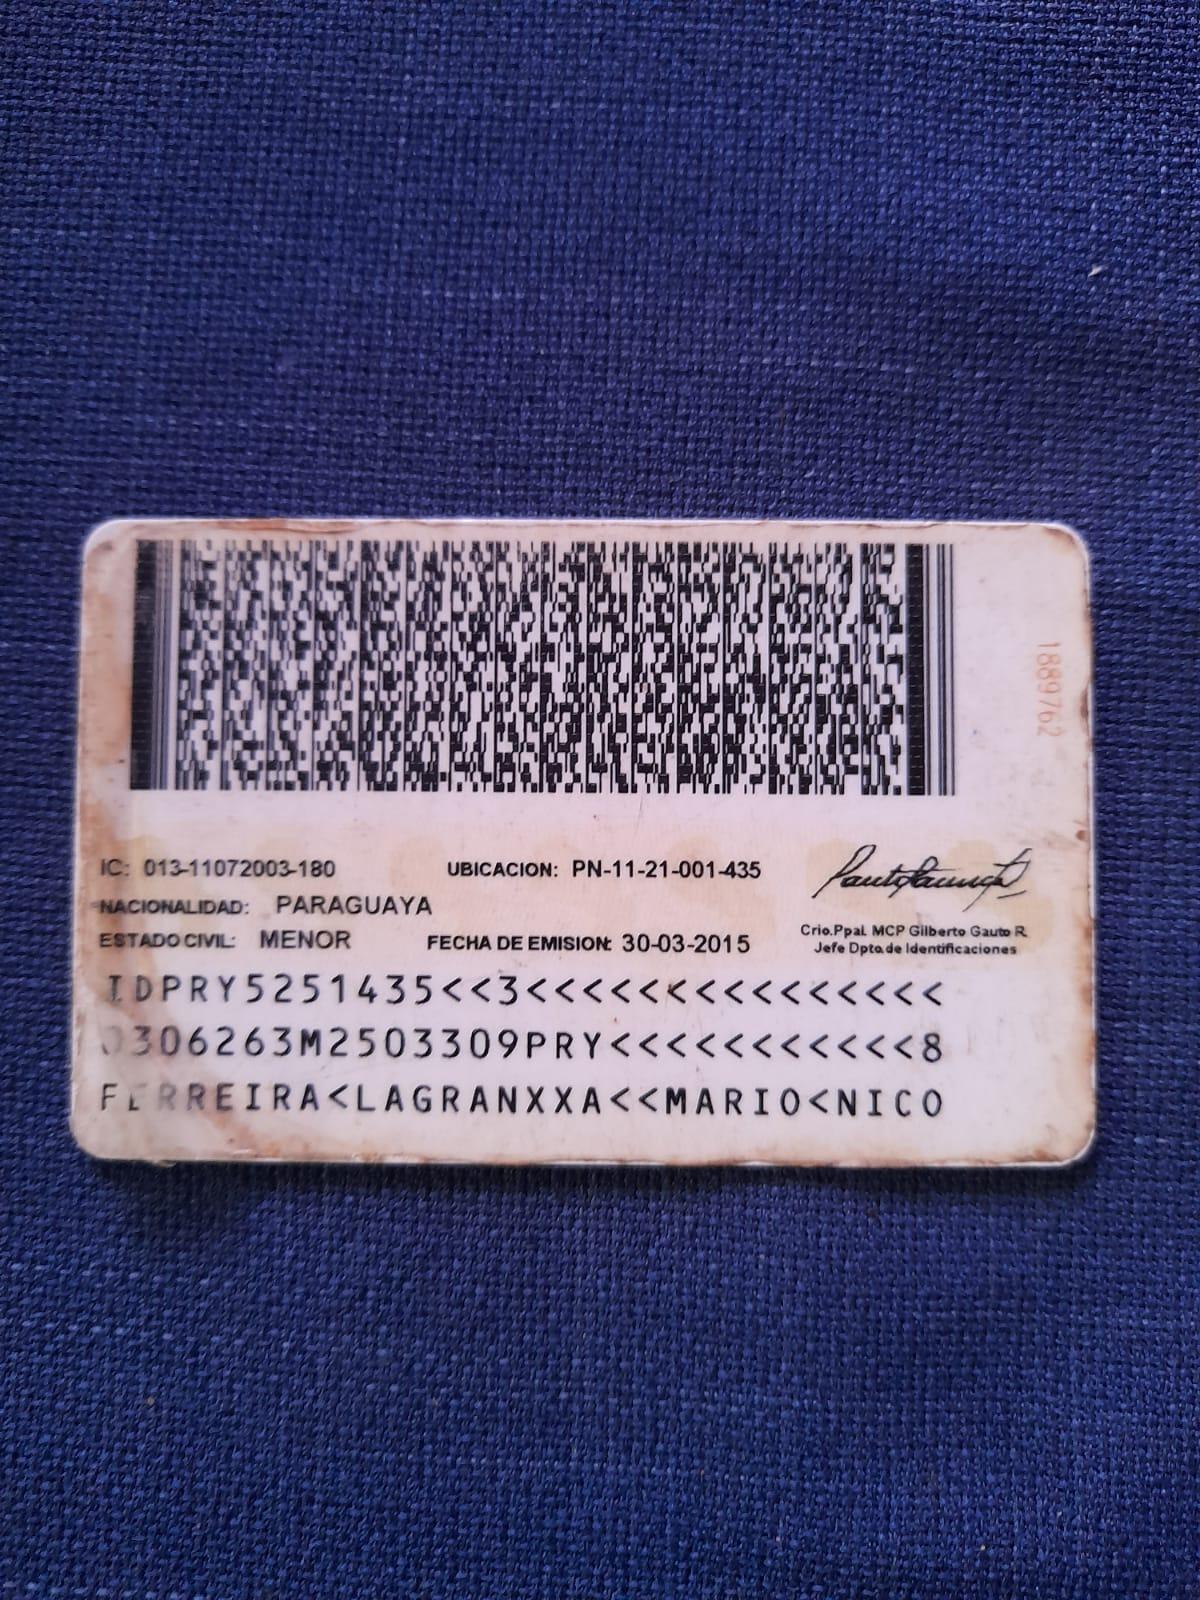 1889762
IC: 013-11072003-180 UBICACION: PN-11-21-001-435
NACIONALIDAD: PARAGUAYA
ESTADO CIVIL: MENOR FECHA DE EMISION: 30-03-2015
Crio.Ppal. MCP Gilberto Gauto R.
Jefe Dpto.de Identificaciones
IDPRY5251435<<3<<<<<<<<<<<<<<<
0306263M2503309PRY<<<<<<<<<<<8
FERREIRA<LAGRANXXA<<MARIO<NICO